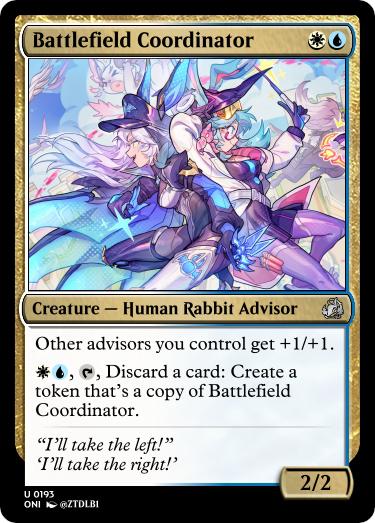 Battlefield Coordinator
Creature — Human Rabbit Advisor
Other advisors you control get +1/+1.
, , Discard a card: Create a
token that's a copy of Battlefield
Coordinator.
“I'll take the left!”
‘I'll take the right!’
2/2
U 0193
ONI @ZTDLB1